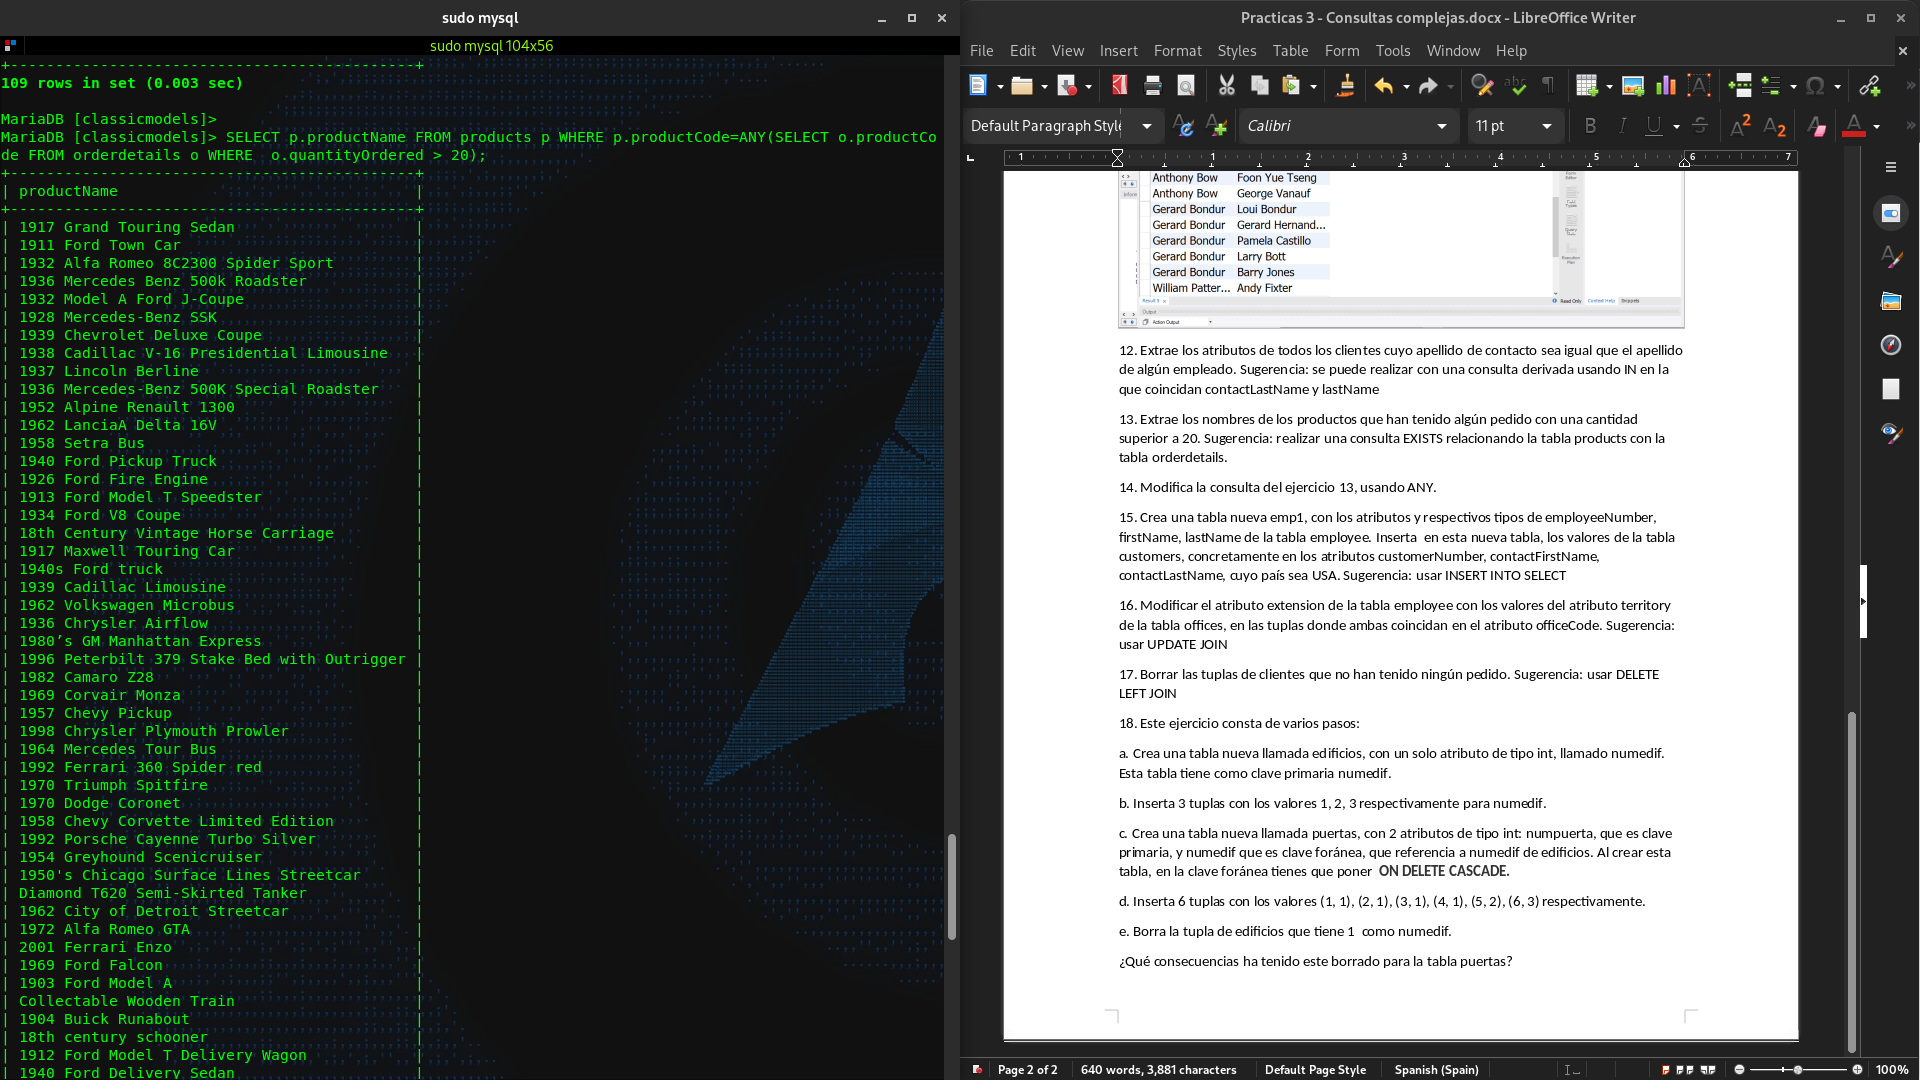 sudo mysql
sudo mysql 104x56
+----------------------------------------------+
109 rows in set (0.003 sec)
MariaDB [classicmodels]>
MariaDB [classicmodels]> SELECT p.productName FROM products p WHERE p.productCode=ANY(SELECT o.productCo
de FROM orderdetails o WHERE  o.quantityOrdered > 20);
+----------------------------------------------+
| productName |
+----------------------------------------------+
| 1917 Grand Touring Sedan |
| 1911 Ford Town Car |
| 1932 Alfa Romeo 8C2300 Spider Sport |
| 1936 Mercedes Benz 500k Roadster |
| 1932 Model A Ford J-Coupe |
| 1928 Mercedes-Benz SSK |
| 1939 Chevrolet Deluxe Coupe |
| 1938 Cadillac V-16 Presidential Limousine |
| 1937 Lincoln Berline |
| 1936 Mercedes-Benz 500K Special Roadster |
| 1952 Alpine Renault 1300 |
| 1962 LanciaA Delta 16V |
| 1958 Setra Bus |
| 1940 Ford Pickup Truck |
| 1926 Ford Fire Engine |
| 1913 Ford Model T Speedster |
| 1934 Ford V8 Coupe |
| 18th Century Vintage Horse Carriage |
| 1917 Maxwell Touring Car |
| 1940s Ford truck |
| 1939 Cadillac Limousine |
| 1962 Volkswagen Microbus |
| 1936 Chrysler Airflow |
| 1980’s GM Manhattan Express |
| 1996 Peterbilt 379 Stake Bed with Outrigger |
| 1982 Camaro Z28 |
| 1969 Corvair Monza |
| 1957 Chevy Pickup |
| 1998 Chrysler Plymouth Prowler |
| 1964 Mercedes Tour Bus |
| 1992 Ferrari 360 Spider red |
| 1970 Triumph Spitfire |
| 1970 Dodge Coronet |
| 1958 Chevy Corvette Limited Edition |
| 1992 Porsche Cayenne Turbo Silver |
| 1954 Greyhound Scenicruiser |
| 1950's Chicago Surface Lines Streetcar |
| Diamond T620 Semi-Skirted Tanker |
| 1962 City of Detroit Streetcar |
| 1972 Alfa Romeo GTA |
| 2001 Ferrari Enzo |
| 1969 Ford Falcon |
| 1903 Ford Model A |
| Collectable Wooden Train |
| 1904 Buick Runabout |
| 18th century schooner |
| 1912 Ford Model T Delivery Wagon |
| 1940 Ford Delivery Sedan |
Practicas 3 - Consultas complejas.docx - LibreOffice Writer
File Edit View Insert Format Styles Table Form Tools Window Help
Default Paragraph Style Calibri 11 pt
1 1 2 3 4 5 6 7
Anthony Bow Foon Yue Tseng
Anthony Bow George Vanauf
Gerard Bondur Loui Bondur
Gerard Bondur Gerard Hernand...
Gerard Bondur Pamela Castillo
Gerard Bondur Larry Bott
Gerard Bondur Barry Jones
William Patter... Andy Fixter
Read Only Context Help Snippets
Output
Action Output
12. Extrae los atributos de todos los clientes cuyo apellido de contacto sea igual que el apellido
de algún empleado. Sugerencia: se puede realizar con una consulta derivada usando IN en la
que coincidan contactLastName y lastName
13. Extrae los nombres de los productos que han tenido algún pedido con una cantidad
superior a 20. Sugerencia: realizar una consulta EXISTS relacionando la tabla products con la
tabla orderdetails.
14. Modifica la consulta del ejercicio 13, usando ANY.
15. Crea una tabla nueva emp1, con los atributos y respectivos tipos de employeeNumber,
firstName, lastName de la tabla employee. Inserta  en esta nueva tabla, los valores de la tabla
customers, concretamente en los atributos customerNumber, contactFirstName,
contactLastName, cuyo país sea USA. Sugerencia: usar INSERT INTO SELECT
16. Modificar el atributo extension de la tabla employee con los valores del atributo territory
de la tabla offices, en las tuplas donde ambas coincidan en el atributo officeCode. Sugerencia:
usar UPDATE JOIN
17. Borrar las tuplas de clientes que no han tenido ningún pedido. Sugerencia: usar DELETE
LEFT JOIN
18. Este ejercicio consta de varios pasos:
a. Crea una tabla nueva llamada edificios, con un solo atributo de tipo int, llamado numedif.
Esta tabla tiene como clave primaria numedif.
b. Inserta 3 tuplas con los valores 1, 2, 3 respectivamente para numedif.
c. Crea una tabla nueva llamada puertas, con 2 atributos de tipo int: numpuerta, que es clave
primaria, y numedif que es clave foránea, que referencia a numedif de edificios. Al crear esta
tabla, en la clave foránea tienes que poner  ON DELETE CASCADE.
d. Inserta 6 tuplas con los valores (1, 1), (2, 1), (3, 1), (4, 1), (5, 2), (6, 3) respectivamente.
e. Borra la tupla de edificios que tiene 1  como numedif.
¿Qué consecuencias ha tenido este borrado para la tabla puertas?
Page 2 of 2 640 words, 3,881 characters Default Page Style Spanish (Spain) 100%